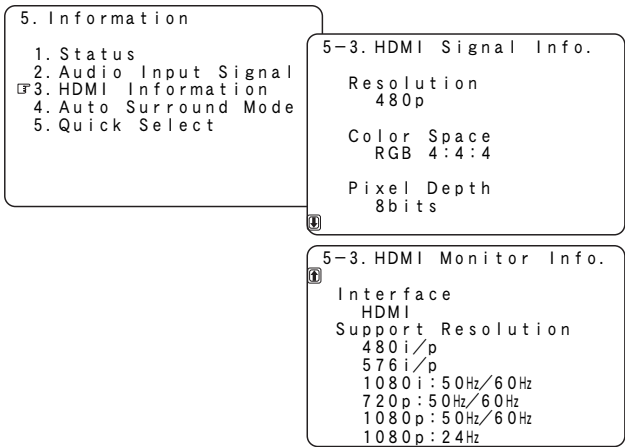 5. Information
1. Status
2. Audio Input Signal
☞3. HDMI Information
4. Auto Surround Mode
5. Quick Select
5-3. HDMI Signal Info.
Resolution
480p
Color Space
RGB 4:4:4
Pixel Depth
8bits
5-3. HDMI Monitor Info.
Interface
HDMI
Support Resolution
480i/p
576i/p
1080i:50Hz/60Hz
720p:50Hz/60Hz
1080p:50Hz/60Hz
1080p:24Hz